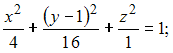 x²/4 + (y−1)²/16 + z²/1 = 1;